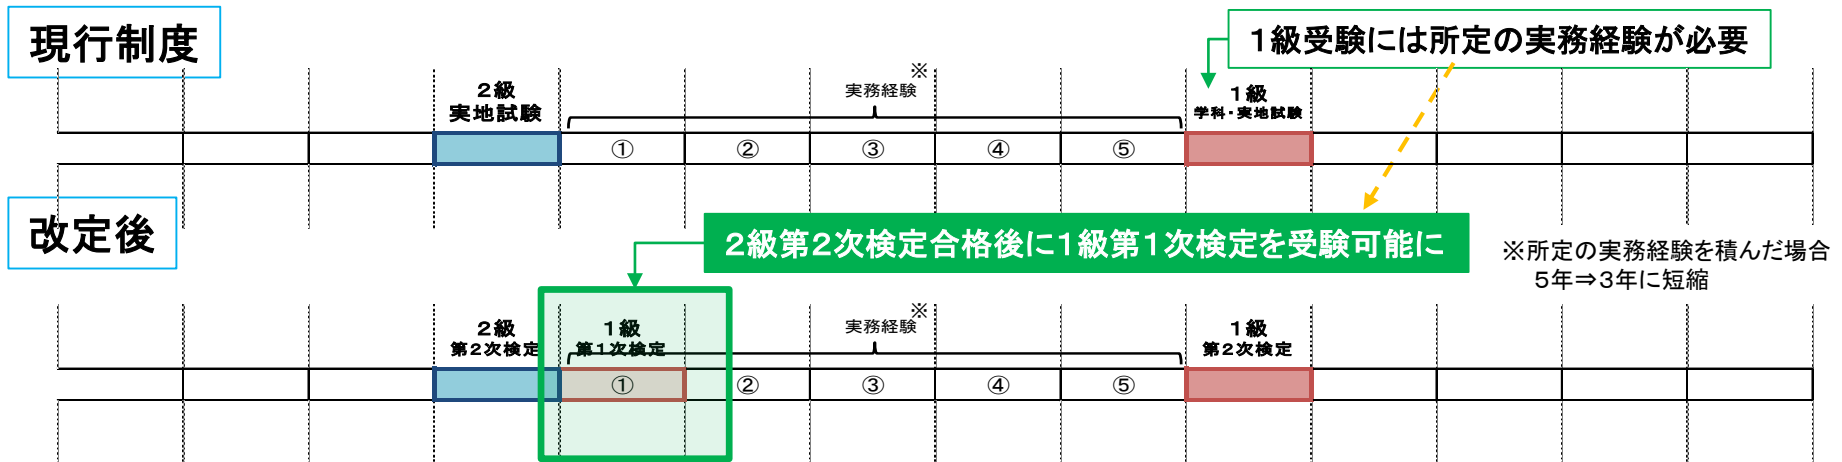 現行制度
1級受験には所定の実務経験が必要
2級
実地試験
※
実務経験
1級
学科・実地試験
① ② ③ ④ ⑤
改定後
2級第2次検定合格後に1級第1次検定を受験可能に
※所定の実務経験を積んだ場合
5年⇒3年に短縮
2級
第2次検定
1級
第1次検定
※
実務経験
1級
第2次検定
① ② ③ ④ ⑤